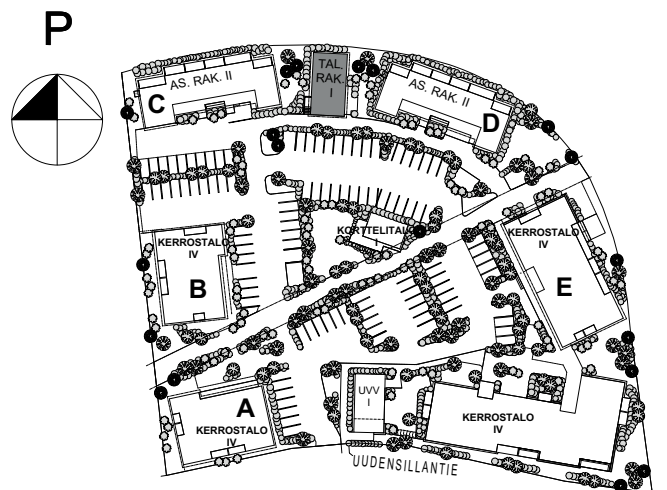 P
AS. RAK. II
C
TAL.
RAK.
I
AS. RAK. II
D
KORTTELITALO
I
KERROSTALO
IV
B
KERROSTALO
IV
E
A
KERROSTALO
IV
UVV
I
KERROSTALO
IV
UUDENSILLANTIE